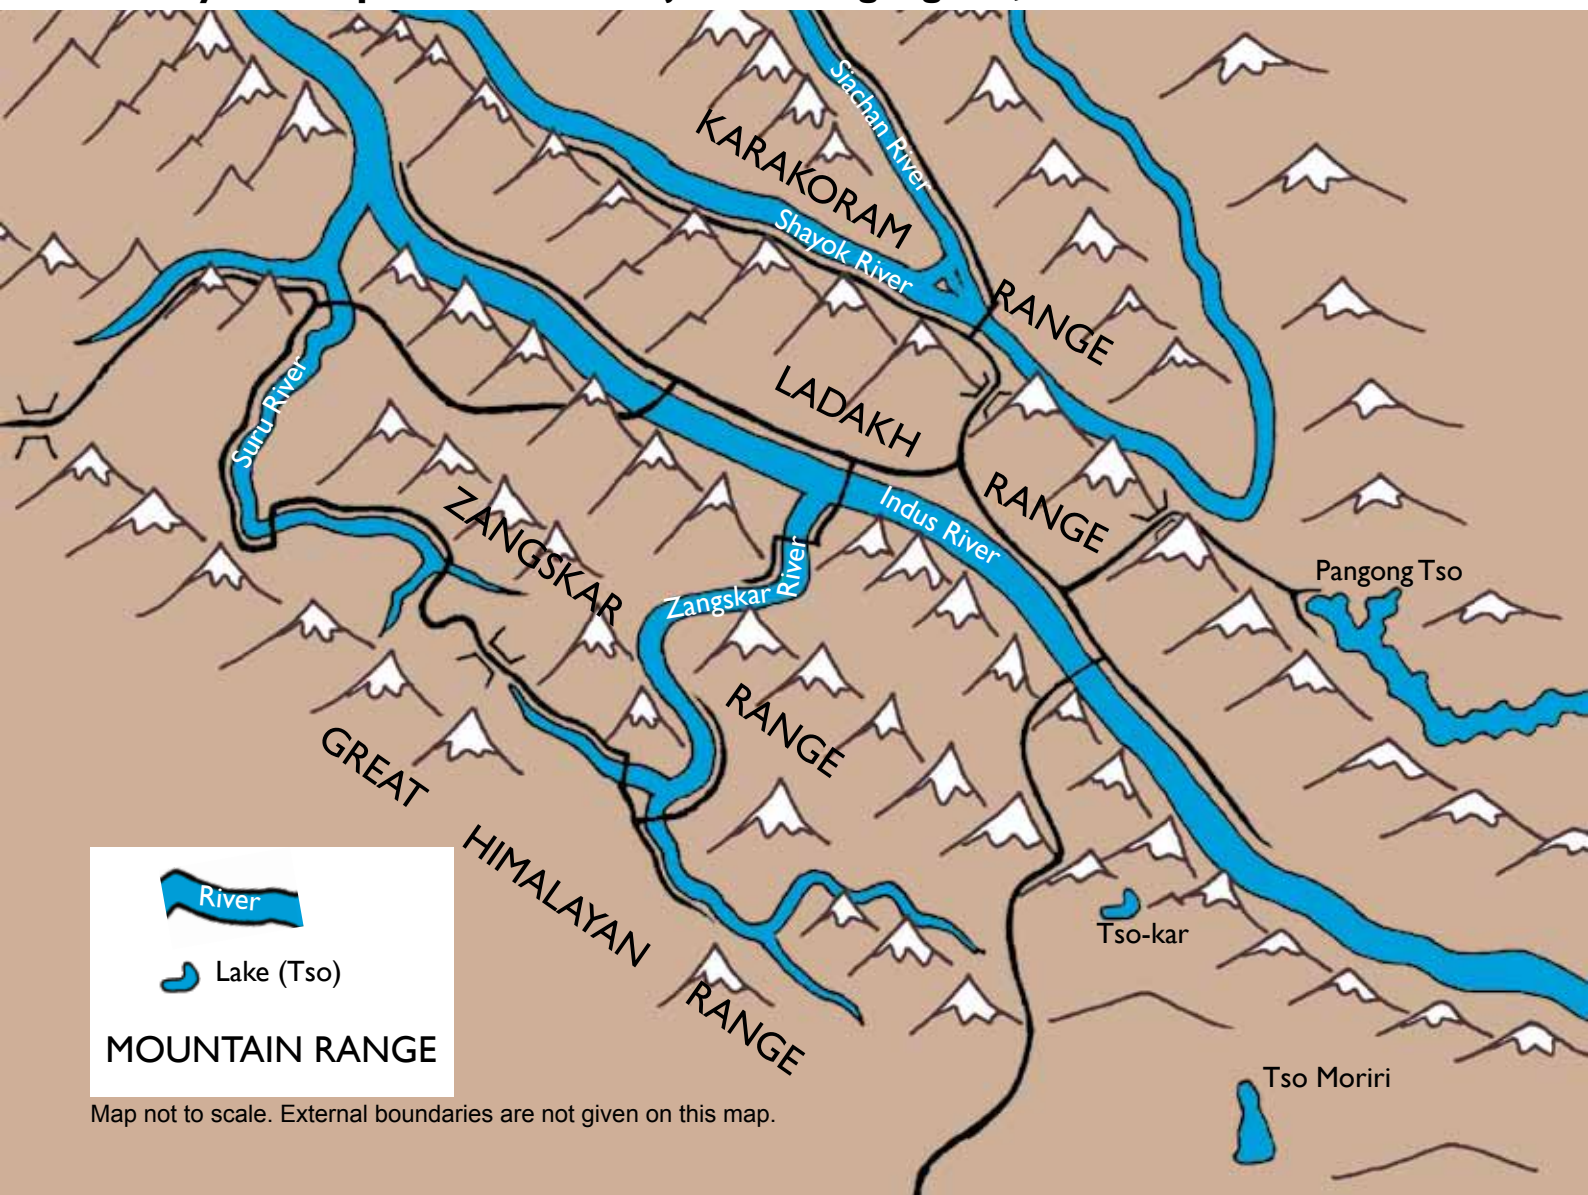 Siachan River
KARAKORAM
RANGE
Shayok River
LADAKH
RANGE
Suru River
Indus River
ZANGSKAR
RANGE
Zangskar
River
Pangong Tso
GREAT
HIMALAYAN
RANGE
Tso-kar
Tso Moriri
River
Lake (Tso)
MOUNTAIN RANGE
Map not to scale. External boundaries are not given on this map.